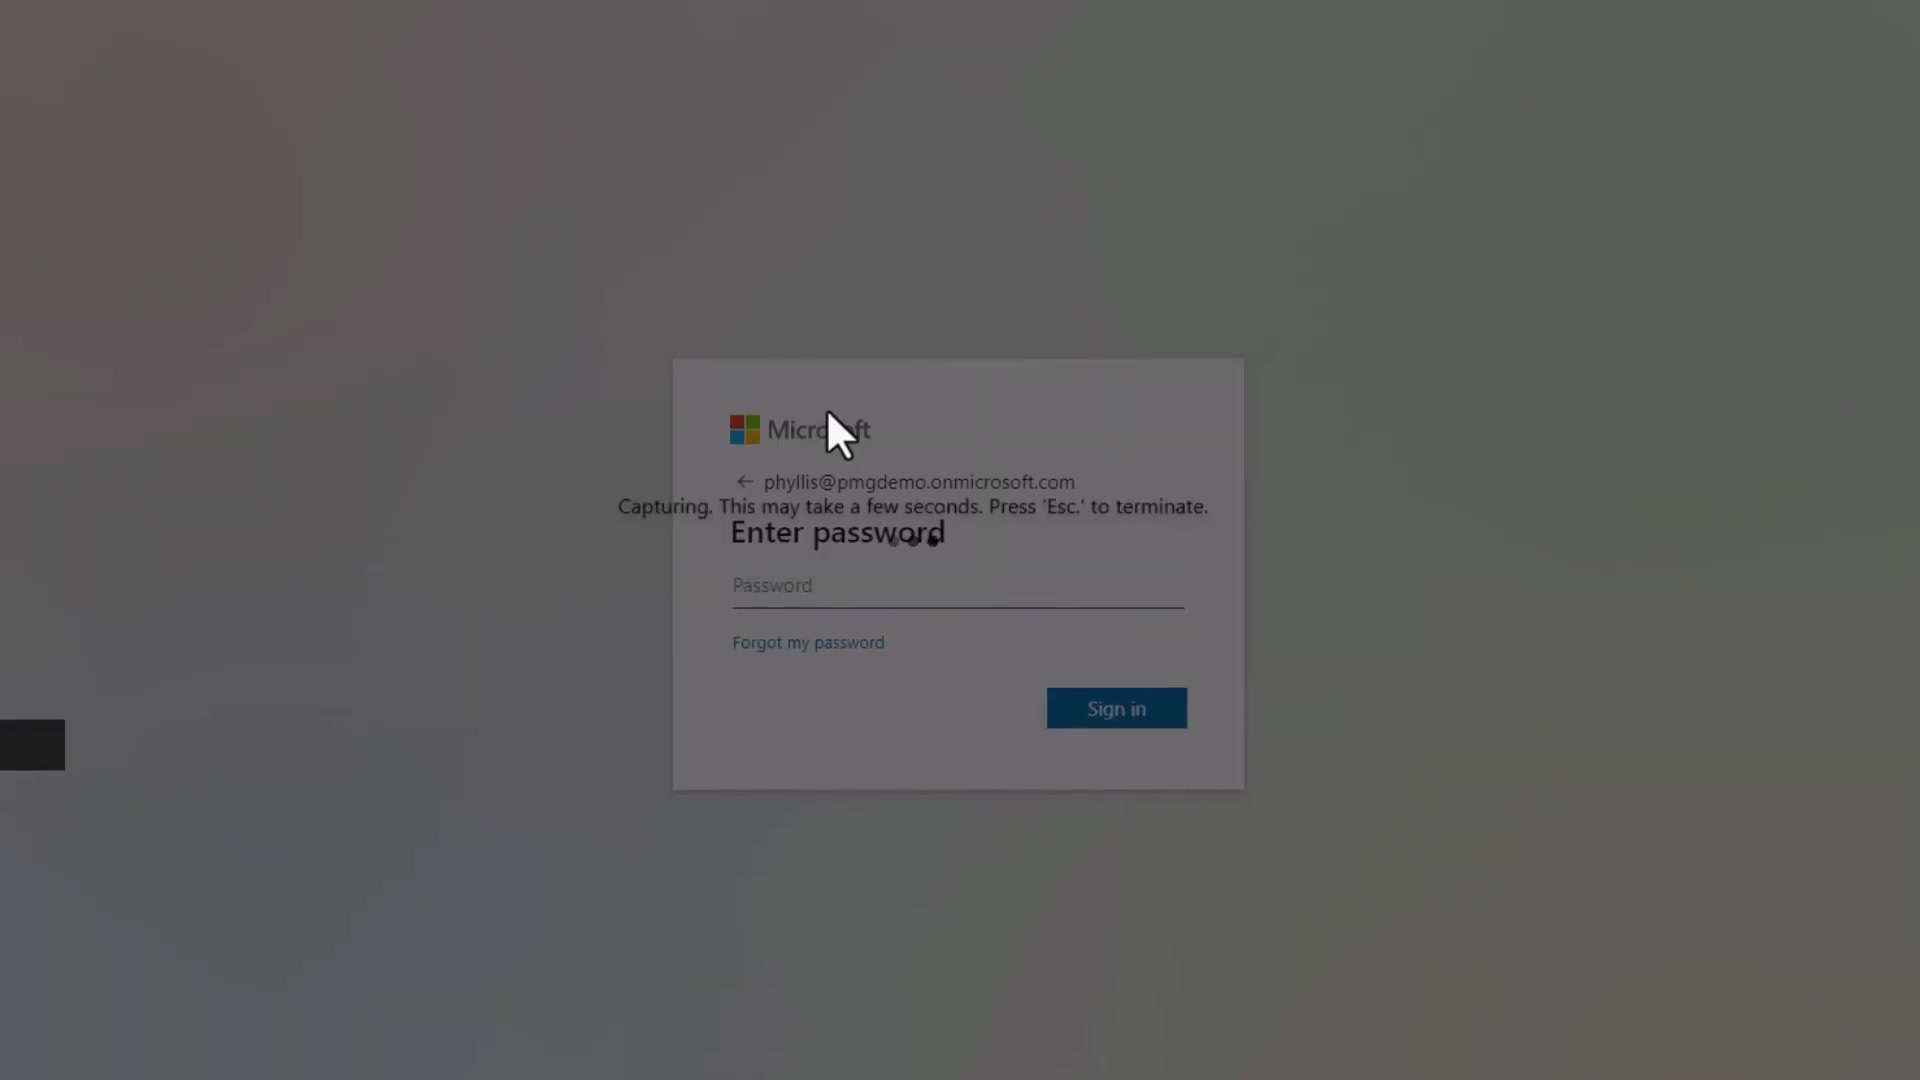 Microsoft
phyllis@pmgdemo.onmicrosoft.com
Capturing. This may take a few seconds. Press 'Esc.' to terminate.
Enter password
Password
Forgot my password
Sign in